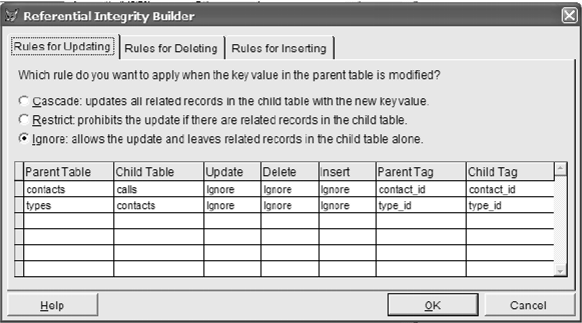 Referential Integrity Builder
Rules for Updating Rules for Deleting Rules for Inserting
Which rule do you want to apply when the key value in the parent table is modified?
Cascade: updates all related records in the child table with the new key value.
Restrict: prohibits the update if there are related records in the child table.
Ignore: allows the update and leaves related records in the child table alone.
Parent Table Child Table Update Delete Insert Parent Tag Child Tag
contacts calls Ignore Ignore Ignore contact_id contact_id
types contacts Ignore Ignore Ignore type_id type_id
Help OK Cancel